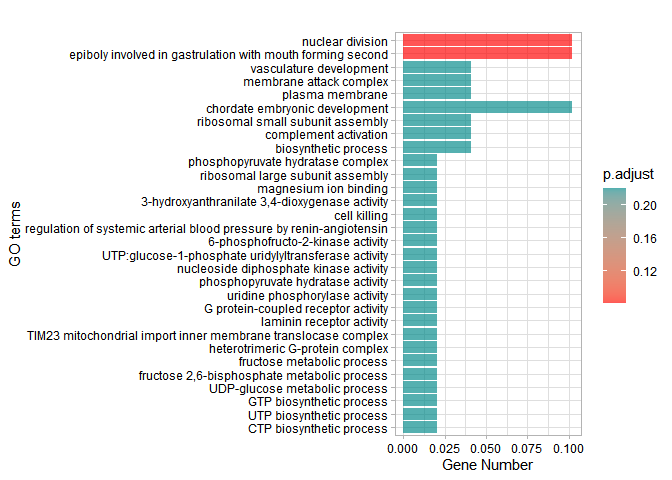 nuclear division
epiboly involved in gastrulation with mouth forming second
vasculature development
membrane attack complex
plasma membrane
chordate embryonic development
ribosomal small subunit assembly
complement activation
biosynthetic process
phosphopyruvate hydratase complex
ribosomal large subunit assembly
magnesium ion binding
3-hydroxyanthranilate 3,4-dioxygenase activity
cell killing
regulation of systemic arterial blood pressure by renin-angiotensin
6-phosphofructo-2-kinase activity
UTP:glucose-1-phosphate uridylyltransferase activity
nucleoside diphosphate kinase activity
phosphopyruvate hydratase activity
uridine phosphorylase activity
G protein-coupled receptor activity
laminin receptor activity
TIM23 mitochondrial import inner membrane translocase complex
heterotrimeric G-protein complex
fructose metabolic process
fructose 2,6-bisphosphate metabolic process
UDP-glucose metabolic process
GTP biosynthetic process
UTP biosynthetic process
CTP biosynthetic process
GO terms
0.000 0.025 0.050 0.075 0.100
Gene Number
p.adjust
0.20
0.16
0.12